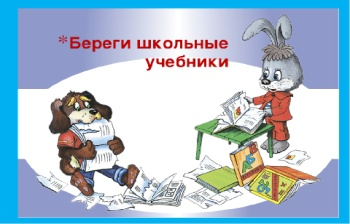 *Береги школьные
учебники